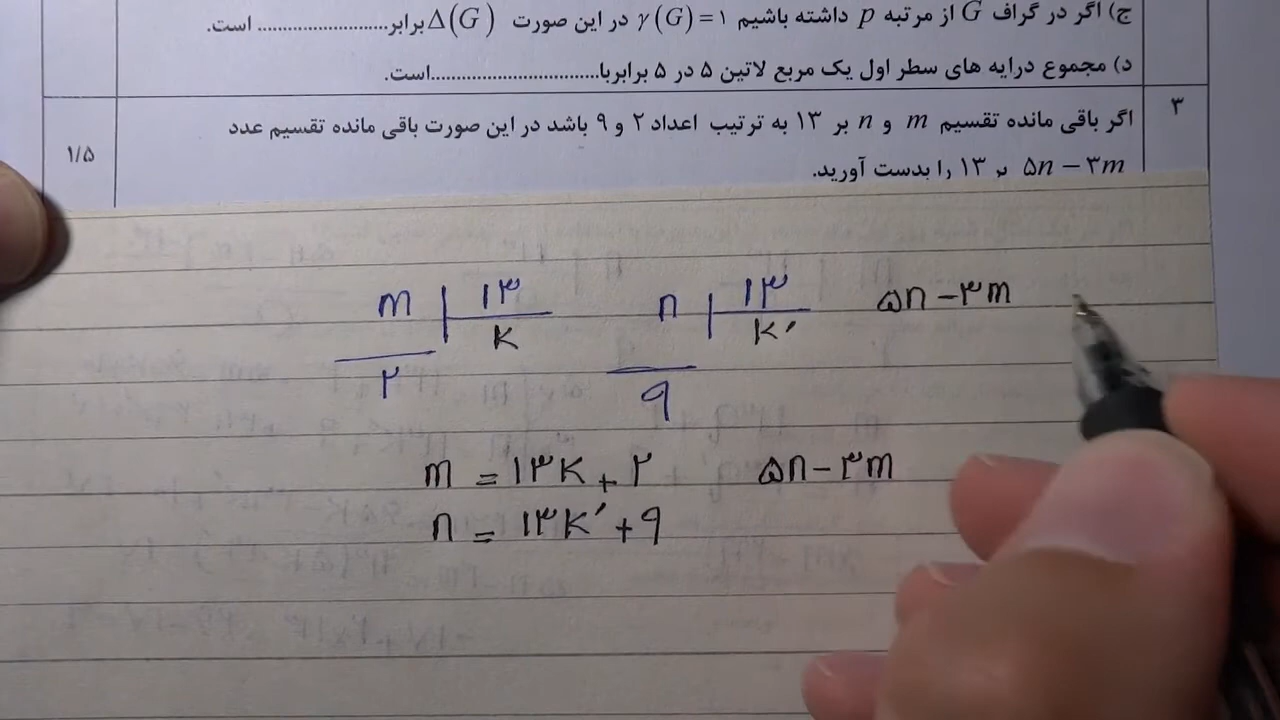 ج) اگر در گراف G از مرتبه p داشته باشیم γ(G)=۱ در این صورت Δ(G) برابر.......................... است.
د) مجموع درایه های سطر اول یک مربع لاتین ۵ در ۵ برابربا..................................است.
۳
اگر باقی مانده تقسیم m و n بر ۱۳ به ترتیب اعداد ۲ و ۹ باشد در این صورت باقی مانده تقسیم عدد
۵n − ۳m بر ۱۳ را بدست آورید.
۱/۵
m | ۱۳
k
۲
n | ۱۳
k′
۹
۵n − ۳m
m = ۱۳k + ۲
۵n − ۳m
n = ۱۳k′ + ۹